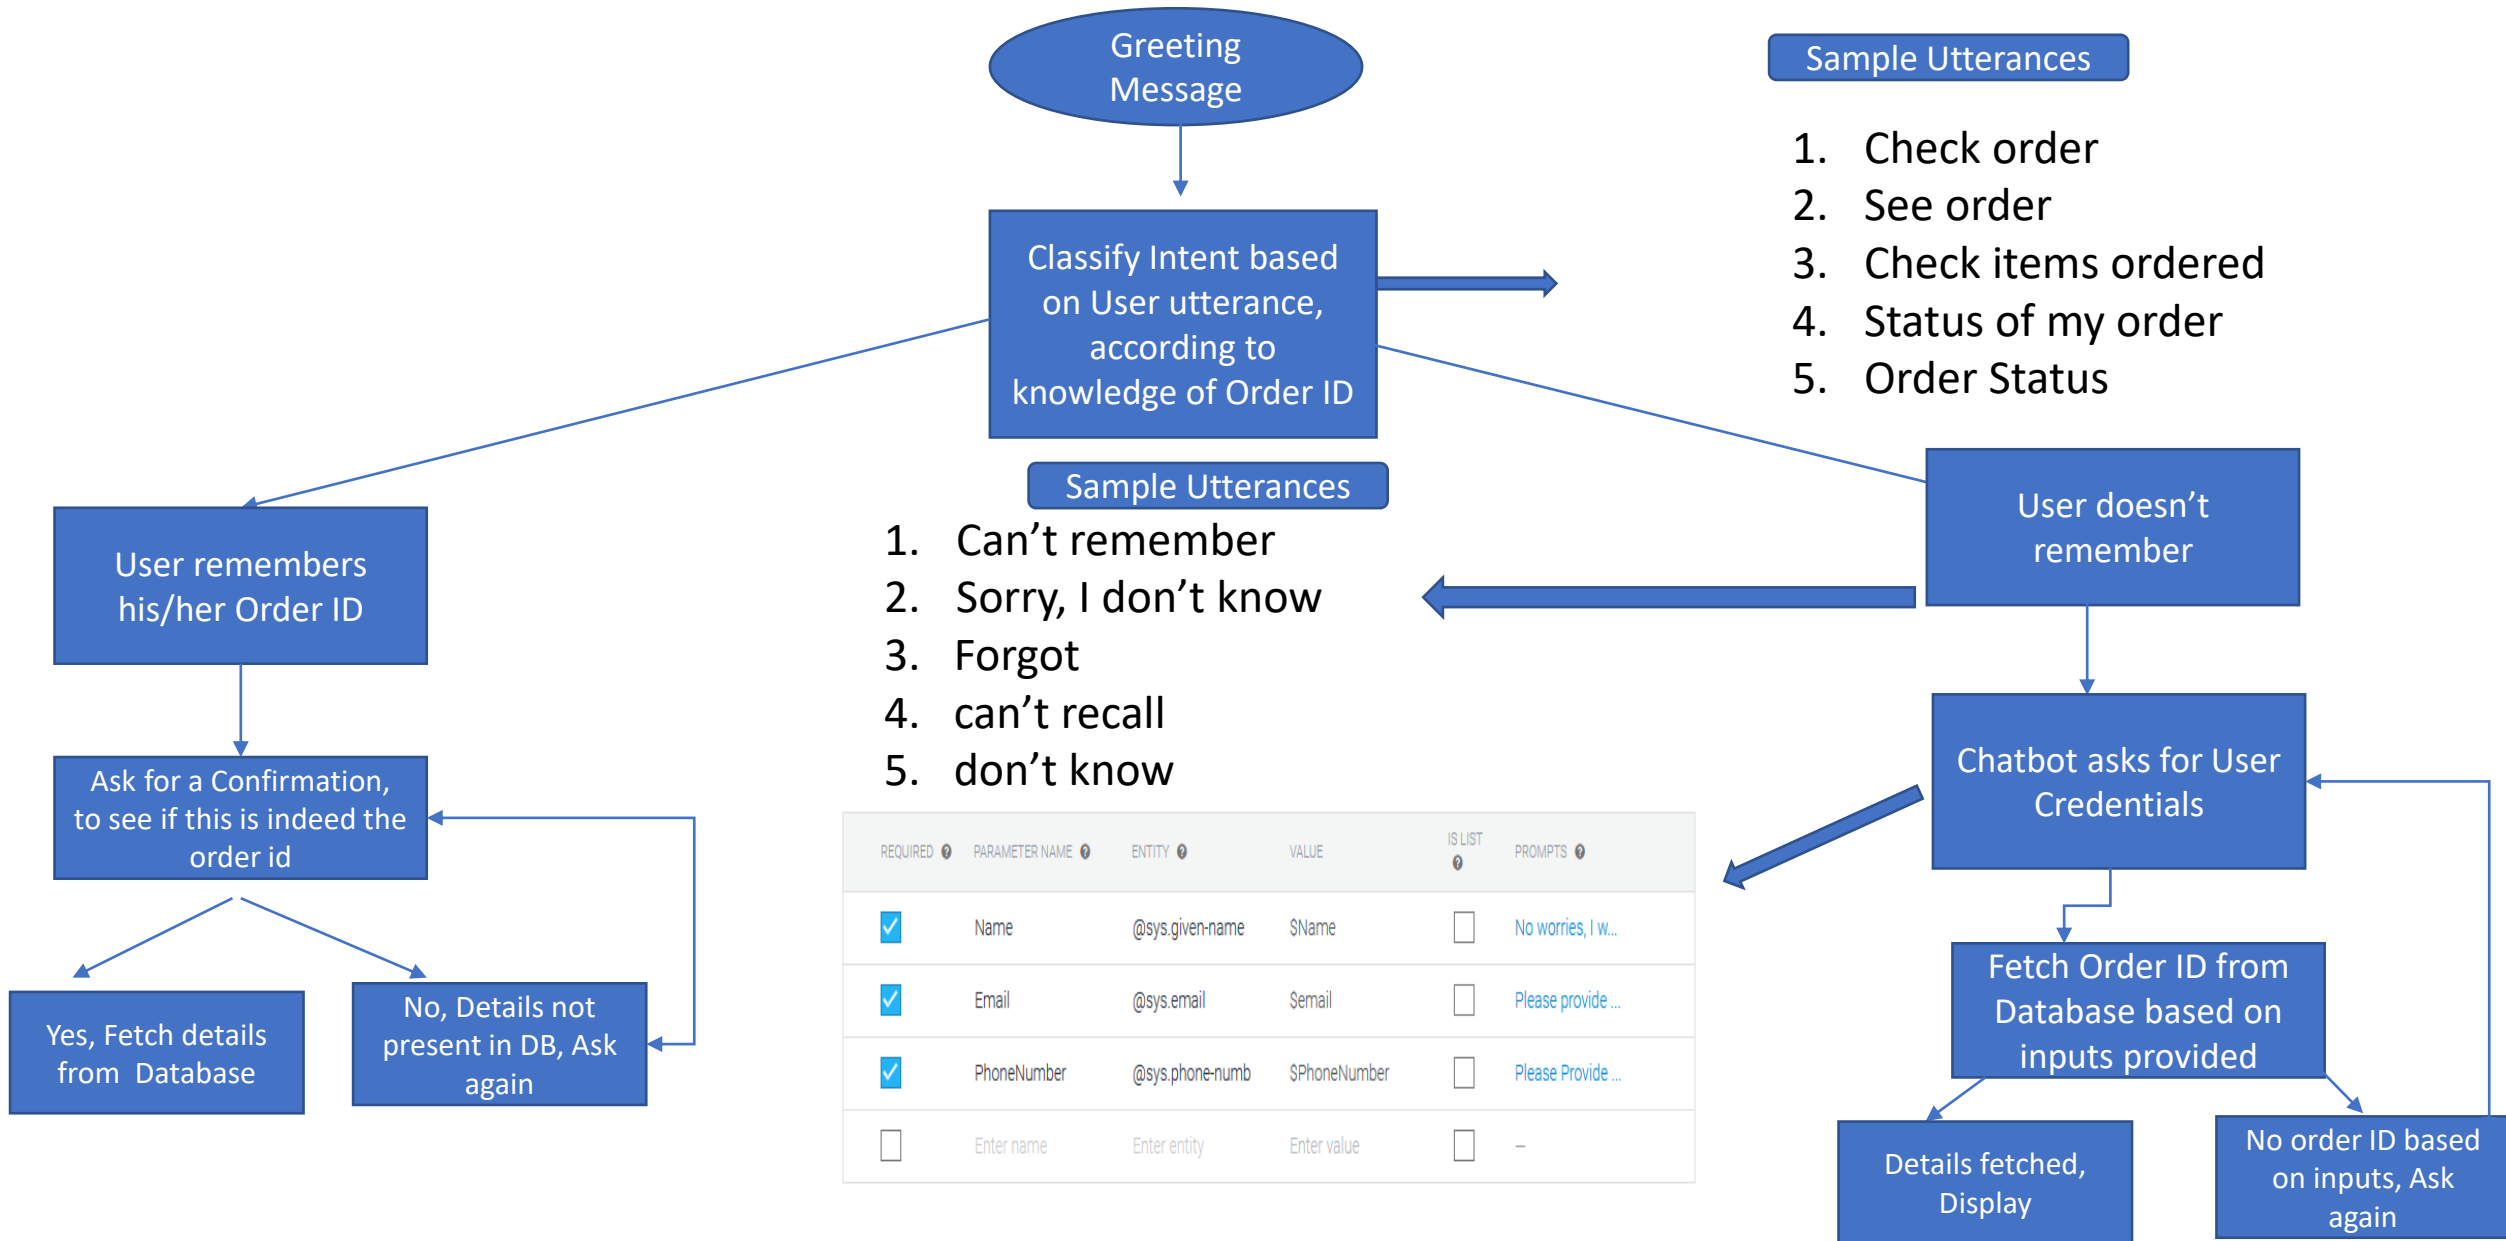 Greeting
Message
Sample Utterances
1. Check order
2. See order
3. Check items ordered
4. Status of my order
5. Order Status
Classify Intent based
on User utterance,
according to
knowledge of Order ID
Sample Utterances
1. Can't remember
2. Sorry, I don't know
3. Forgot
4. can't recall
5. don't know
User doesn't
remember
User remembers
his/her Order ID
Ask for a Confirmation,
to see if this is indeed the
order id
Yes, Fetch details
from  Database
No, Details not
present in DB, Ask
again
Chatbot asks for User
Credentials
REQUIRED ? PARAMETER NAME ? ENTITY ? VALUE IS LIST ? PROMPTS ?
Name @sys.given-name $Name No worries, I w...
Email @sys.email $email Please provide ...
PhoneNumber @sys.phone-numb $PhoneNumber Please Provide ...
Enter name Enter entity Enter value –
Fetch Order ID from
Database based on
inputs provided
Details fetched,
Display
No order ID based
on inputs, Ask
again